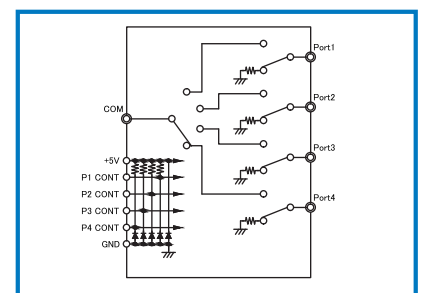 Port1
Port2
COM
Port3
+5V
P1 CONT
P2 CONT
P3 CONT
Port4
P4 CONT
GND